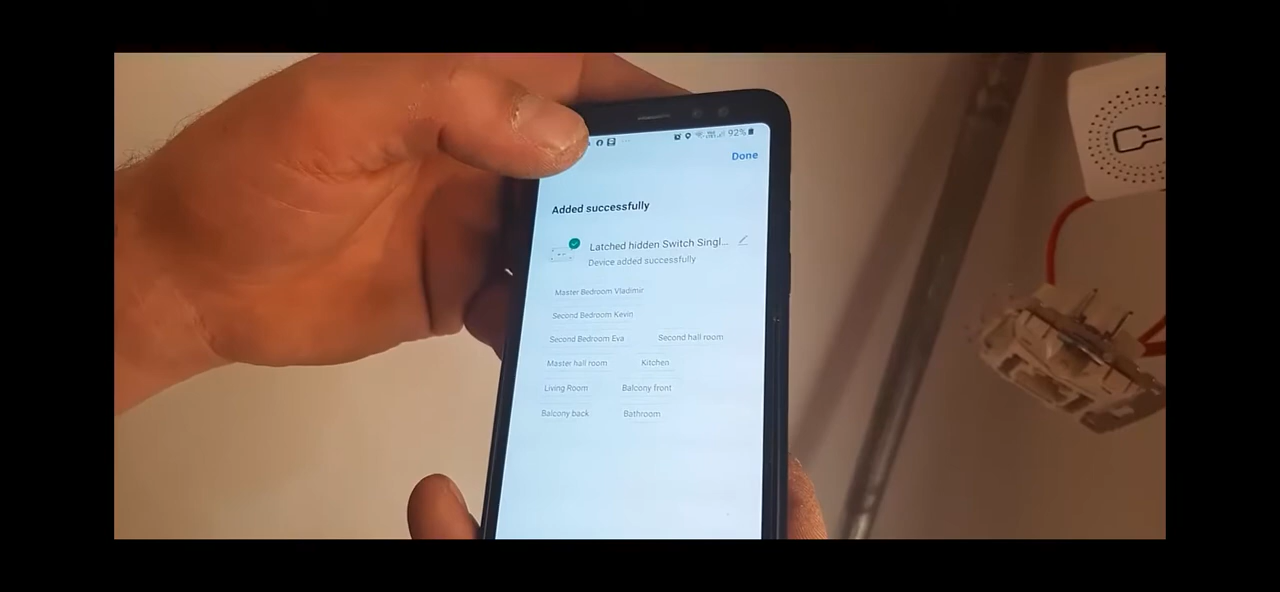 92%
Done
Added successfully
Latched hidden Switch Singl...
Device added successfully
Master Bedroom Vladimir
Second Bedroom Kevin
Second Bedroom Eva Second hall room
Master hall room Kitchen
Living Room Balcony front
Balcony back Bathroom